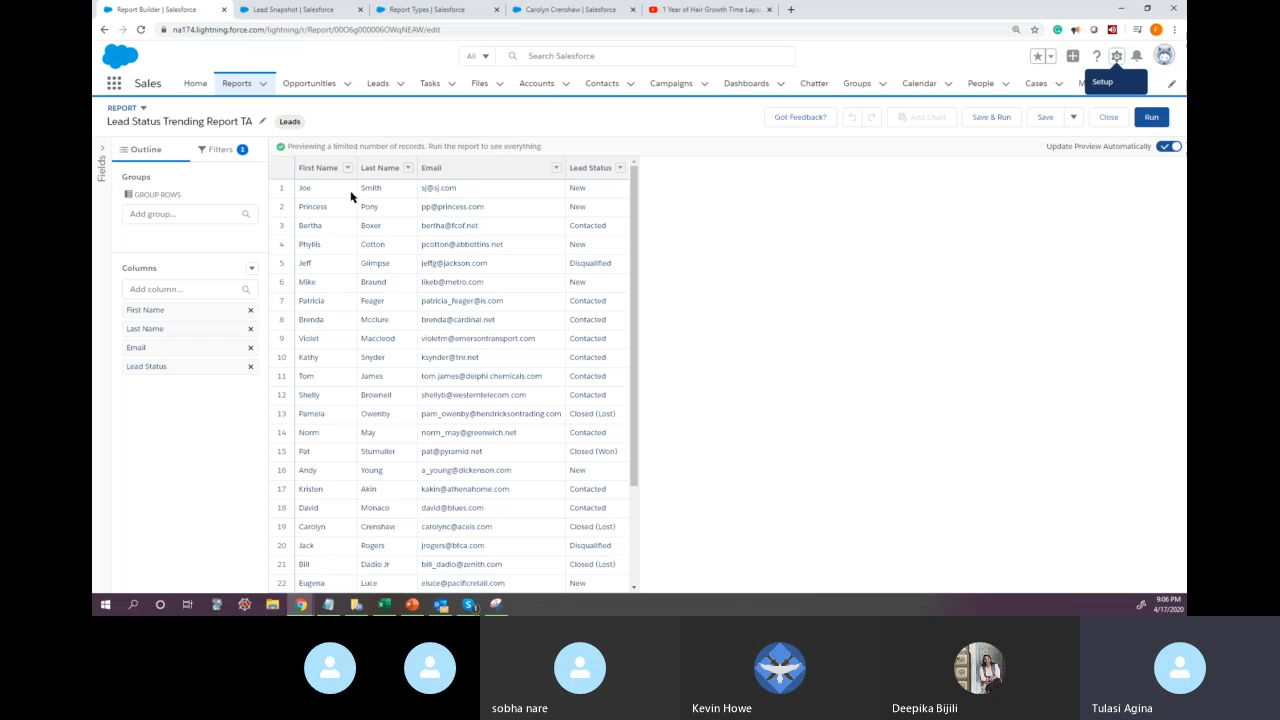 Report Builder | Salesforce
Lead Snapshot | Salesforce
Report Types | Salesforce
Carolyn Crenshaw | Salesforce
1 Year of Hair Growth Time Laps
na174.lightning.force.com/lightning/r/Report/00O6g000006OWqNEAW/edit
All
Search Salesforce
Setup
Sales
Home
Reports
Opportunities
Leads
Tasks
Files
Accounts
Contacts
Campaigns
Dashboards
Chatter
Groups
Calendar
People
Cases
REPORT
Lead Status Trending Report TA
Leads
Got Feedback?
Add Chart
Save & Run
Save
Close
Run
Fields
Outline
Filters 1
Previewing a limited number of records. Run the report to see everything.
Update Preview Automatically
Groups
GROUP ROWS
Add group...
Columns
Add column...
First Name
Last Name
Email
Lead Status
First Name Last Name Email Lead Status
1 Joe Smith sj@sj.com New
2 Princess Pony pp@princess.com New
3 Bertha Boxer bertha@fcof.net Contacted
4 Phyllis Cotton pcotton@abbottins.net New
5 Jeff Glimpse jeffg@jackson.com Disqualified
6 Mike Braund likeb@metro.com New
7 Patricia Feager patricia_feager@is.com Contacted
8 Brenda Mcclure brenda@cardinal.net Contacted
9 Violet Maccleod violetm@emersontransport.com Contacted
10 Kathy Snyder ksynder@tnr.net Contacted
11 Tom James tom.james@delphi.chemicals.com Contacted
12 Shelly Brownell shellyb@westerntelecom.com Contacted
13 Pamela Owenby pam_owenby@hendricksontrading.com Closed (Lost)
14 Norm May norm_may@greenwich.net Contacted
15 Pat Stumuller pat@pyramid.net Closed (Won)
16 Andy Young a_young@dickenson.com New
17 Kristen Akin kakin@athenahome.com Contacted
18 David Monaco david@blues.com Contacted
19 Carolyn Crenshaw carolync@aceis.com Closed (Lost)
20 Jack Rogers jrogers@btca.com Disqualified
21 Bill Dadio Jr bill_dadio@zenith.com Closed (Lost)
22 Eugena Luce eluce@pacificretail.com New
9:06 PM
4/17/2020
sobha nare
Kevin Howe
Deepika Bijili
Tulasi Agina